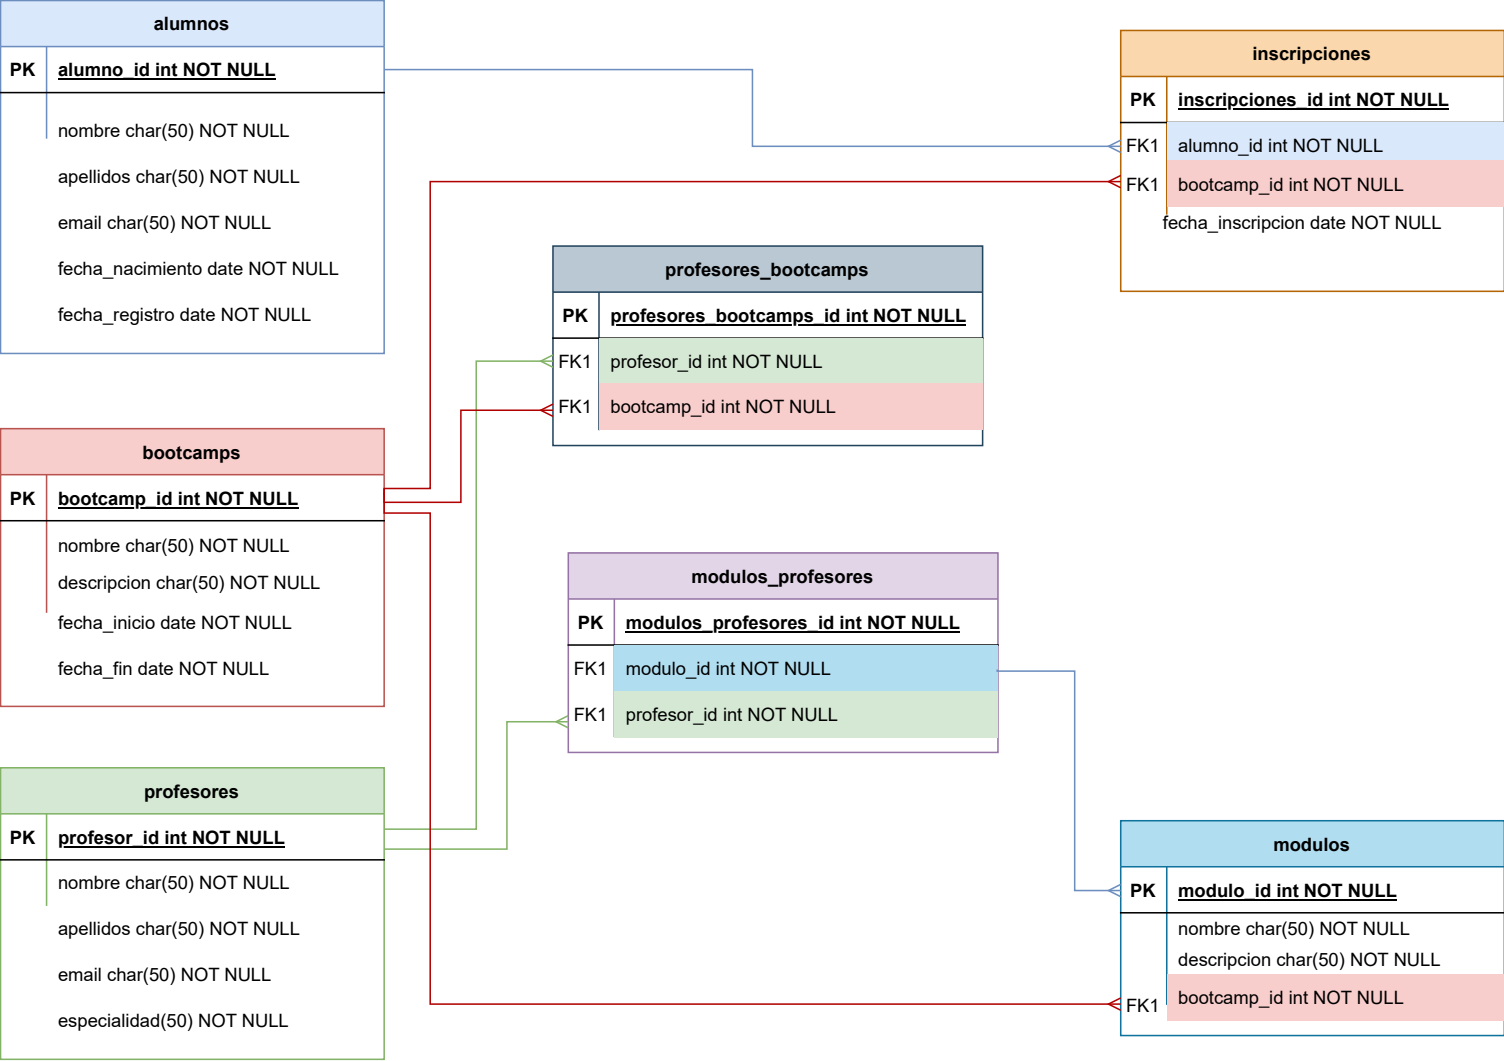 alumnos
PK alumno_id int NOT NULL
nombre char(50) NOT NULL
apellidos char(50) NOT NULL
email char(50) NOT NULL
fecha_nacimiento date NOT NULL
fecha_registro date NOT NULL
inscripciones
PK inscripciones_id int NOT NULL
FK1 alumno_id int NOT NULL
FK1 bootcamp_id int NOT NULL
fecha_inscripcion date NOT NULL
profesores_bootcamps
PK profesores_bootcamps_id int NOT NULL
FK1 profesor_id int NOT NULL
FK1 bootcamp_id int NOT NULL
bootcamps
PK bootcamp_id int NOT NULL
nombre char(50) NOT NULL
descripcion char(50) NOT NULL
fecha_inicio date NOT NULL
fecha_fin date NOT NULL
modulos_profesores
PK modulos_profesores_id int NOT NULL
FK1 modulo_id int NOT NULL
FK1 profesor_id int NOT NULL
profesores
PK profesor_id int NOT NULL
nombre char(50) NOT NULL
apellidos char(50) NOT NULL
email char(50) NOT NULL
especialidad(50) NOT NULL
modulos
PK modulo_id int NOT NULL
nombre char(50) NOT NULL
descripcion char(50) NOT NULL
FK1 bootcamp_id int NOT NULL